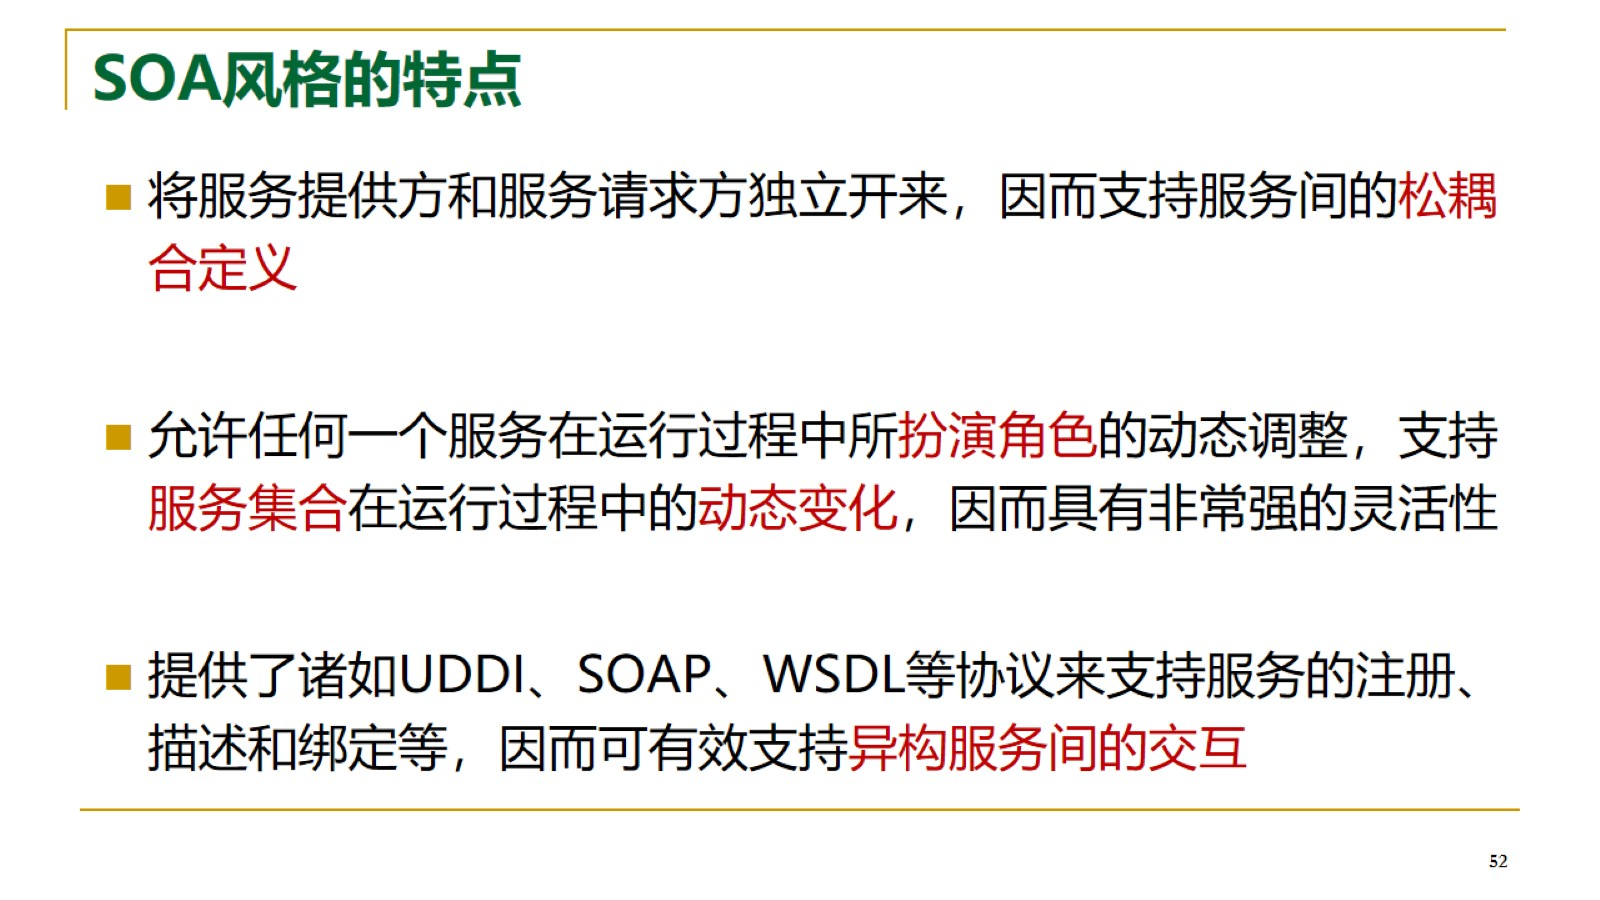 SOA风格的特点
将服务提供方和服务请求方独立开来，因而支持服务间的松耦
合定义
允许任何一个服务在运行过程中所扮演角色的动态调整，支持
服务集合在运行过程中的动态变化，因而具有非常强的灵活性
提供了诸如UDDI、SOAP、WSDL等协议来支持服务的注册、
描述和绑定等，因而可有效支持异构服务间的交互
52